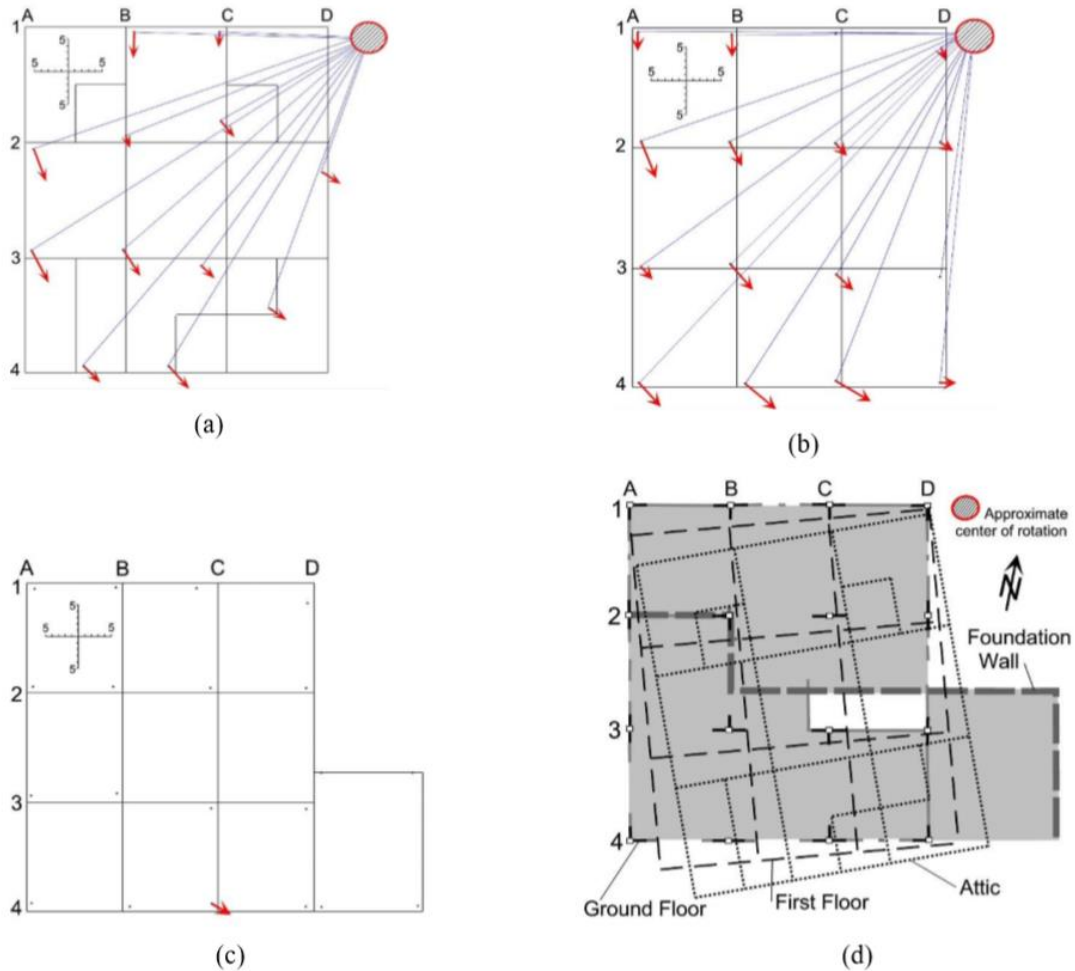 A B C D
1
5
5 5
5
2
3
4
(a)
A B C D
1
5
5 5
5
2
3
4
(b)
A B C D
1
5
5 5
5
2
3
4
(c)
A B C D
1
Approximate
center of rotation
N
2
Foundation
Wall
3
4
Attic
Ground Floor
First Floor
(d)